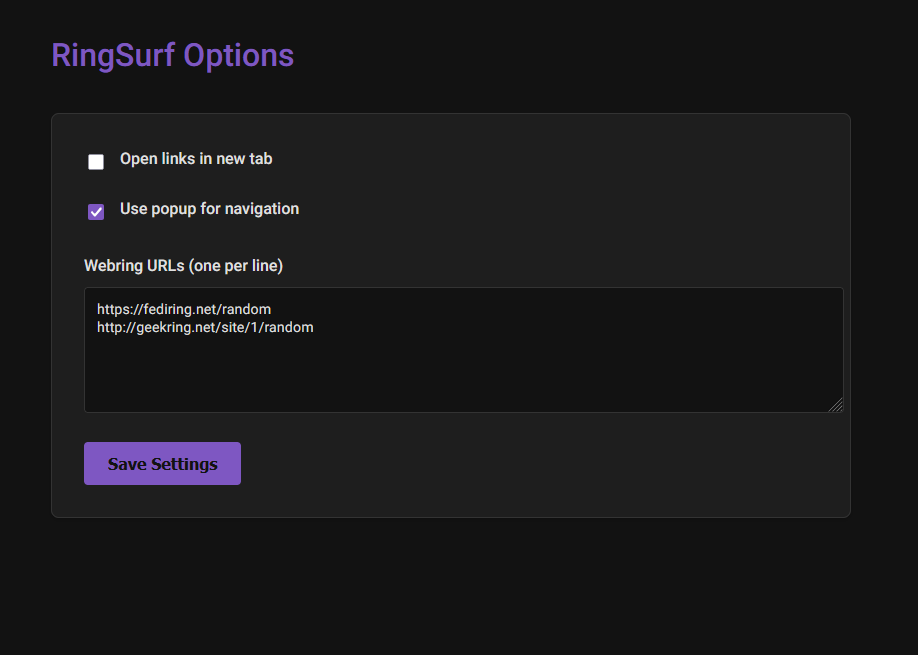 RingSurf Options
Open links in new tab
Use popup for navigation
Webring URLs (one per line)
https://fediring.net/random
http://geekring.net/site/1/random
Save Settings